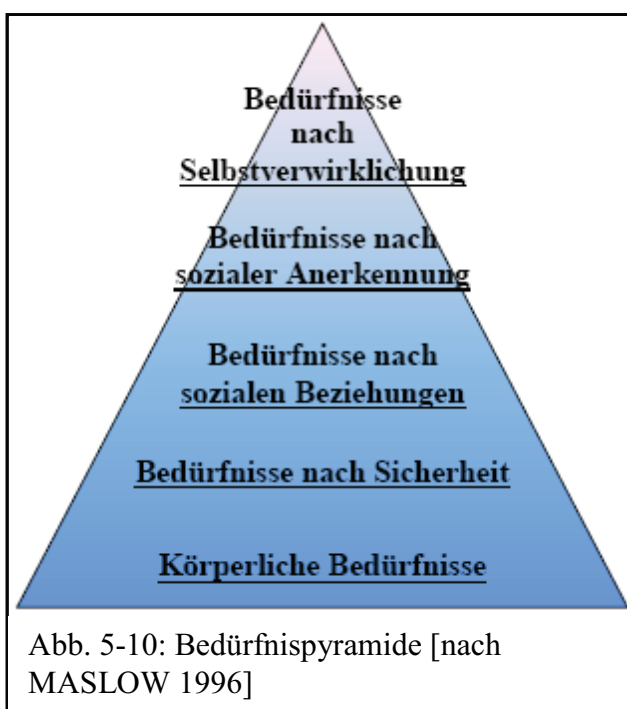 Bedürfnisse
nach
Selbstverwirklichung
Bedürfnisse nach
sozialer Anerkennung
Bedürfnisse nach
sozialen Beziehungen
Bedürfnisse nach Sicherheit
Körperliche Bedürfnisse
Abb. 5-10: Bedürfnispyramide [nach
MASLOW 1996]